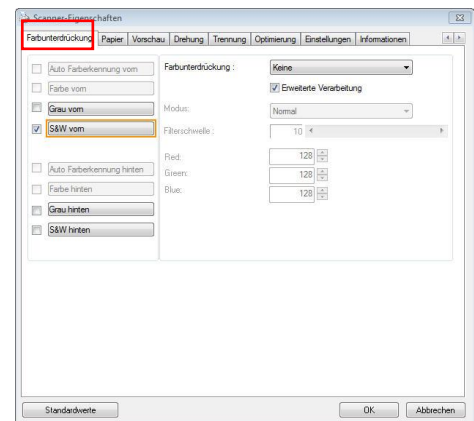 Scanner-Eigenschaften
Farbunterdrückung Papier Vorschau Drehung Trennung Optimierung Einstellungen Informationen
Auto Farberkennung vorn
Farbe vorn
Grau vorn
S&W vorn
Auto Farberkennung hinten
Farbe hinten
Grau hinten
S&W hinten
Farbunterdrückung : Keine
Erweiterte Verarbeitung
Modus: Normal
Filterschwelle : 10
Red: 128
Green: 128
Blue: 128
Standardwerte OK Abbrechen